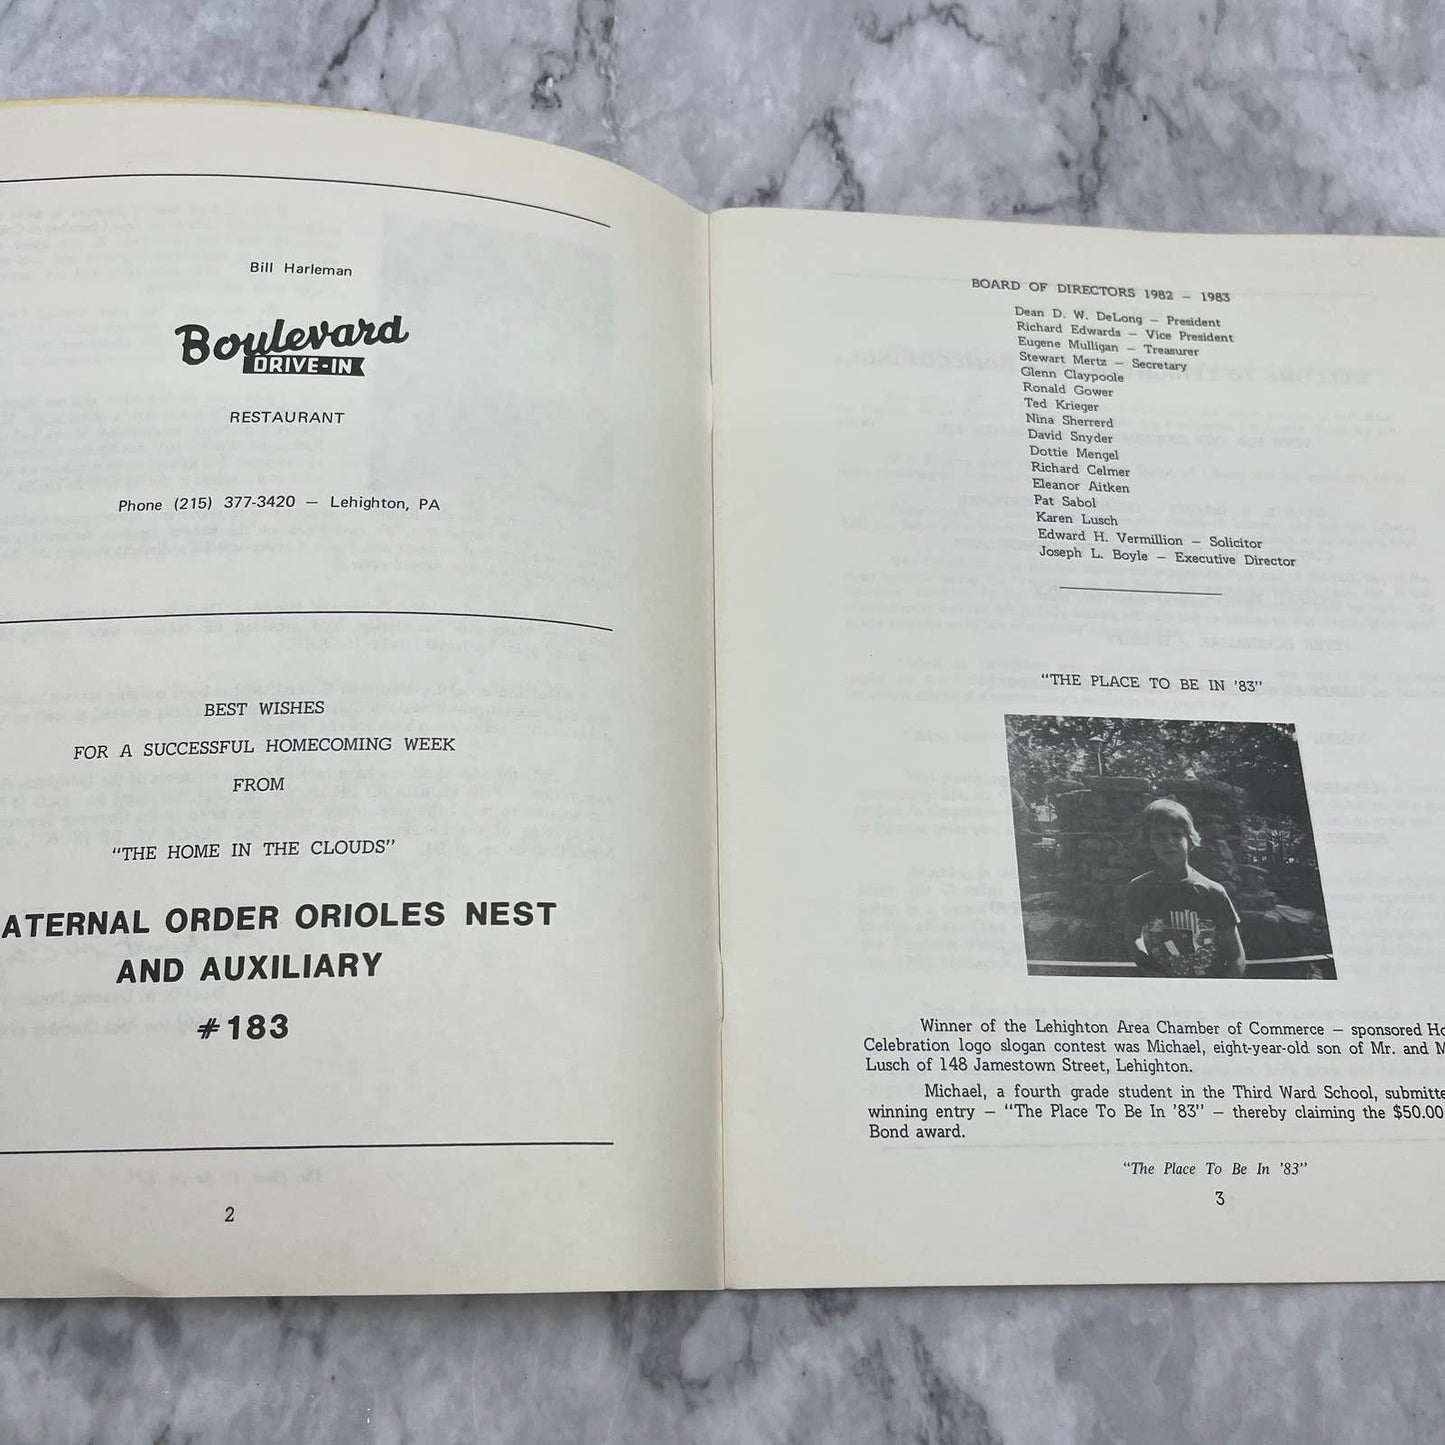 Bill Harleman
Boulevard
DRIVE-IN
RESTAURANT
Phone (215) 377-3420 – Lehighton, PA
BEST WISHES
FOR A SUCCESSFUL HOMECOMING WEEK
FROM
"THE HOME IN THE CLOUDS"
ATERNAL ORDER ORIOLES NEST
AND AUXILIARY
#183
2
BOARD OF DIRECTORS 1982 – 1983
Dean D. W. DeLong – President
Richard Edwards – Vice President
Eugene Mulligan – Treasurer
Stewart Mertz – Secretary
Glenn Claypoole
Ronald Gower
Ted Krieger
Nina Sherrerd
David Snyder
Dottie Mengel
Richard Celmer
Eleanor Aitken
Pat Sabol
Karen Lusch
Edward H. Vermillion – Solicitor
Joseph L. Boyle – Executive Director
"THE PLACE TO BE IN '83"
Winner of the Lehighton Area Chamber of Commerce – sponsored Ho
Celebration logo slogan contest was Michael, eight-year-old son of Mr. and M
Lusch of 148 Jamestown Street, Lehighton.
Michael, a fourth grade student in the Third Ward School, submitte
winning entry – "The Place To Be In '83" – thereby claiming the $50.00
Bond award.
"The Place To Be In '83"
3